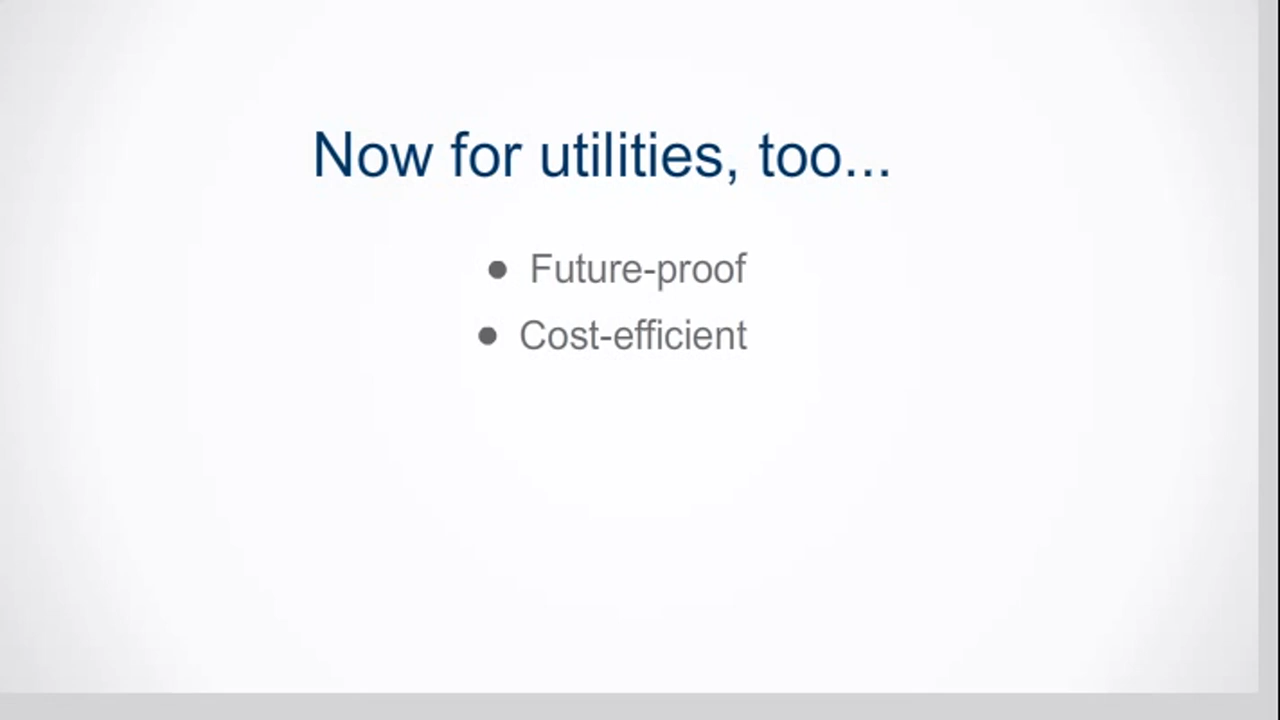 Now for utilities, too...
● Future-proof
● Cost-efficient